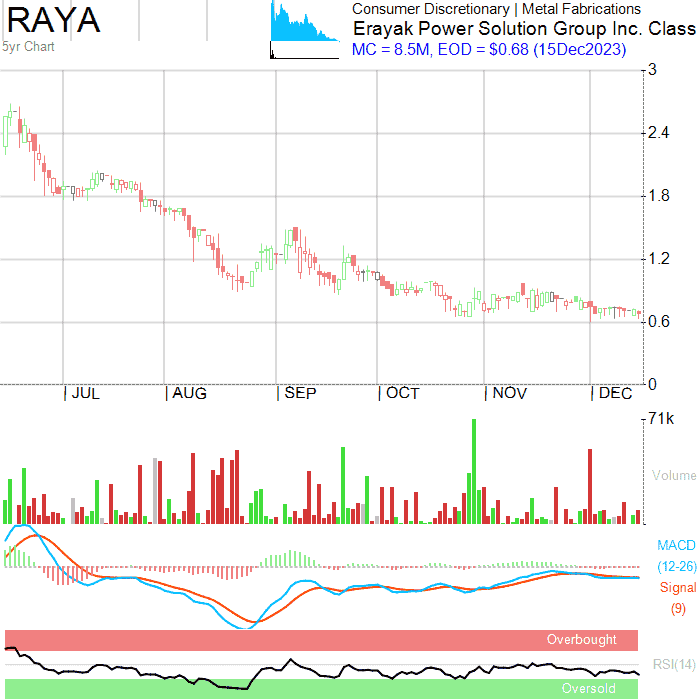 RAYA
5yr Chart
Consumer Discretionary | Metal Fabrications
Erayak Power Solution Group Inc. Class
MC = 8.5M, EOD = $0.68 (15Dec2023)
3
2.4
1.8
1.2
0.6
0
JUL AUG SEP OCT NOV DEC
71k
Volume
MACD
(12-26)
Signal
(9)
Overbought
RSI(14)
Oversold